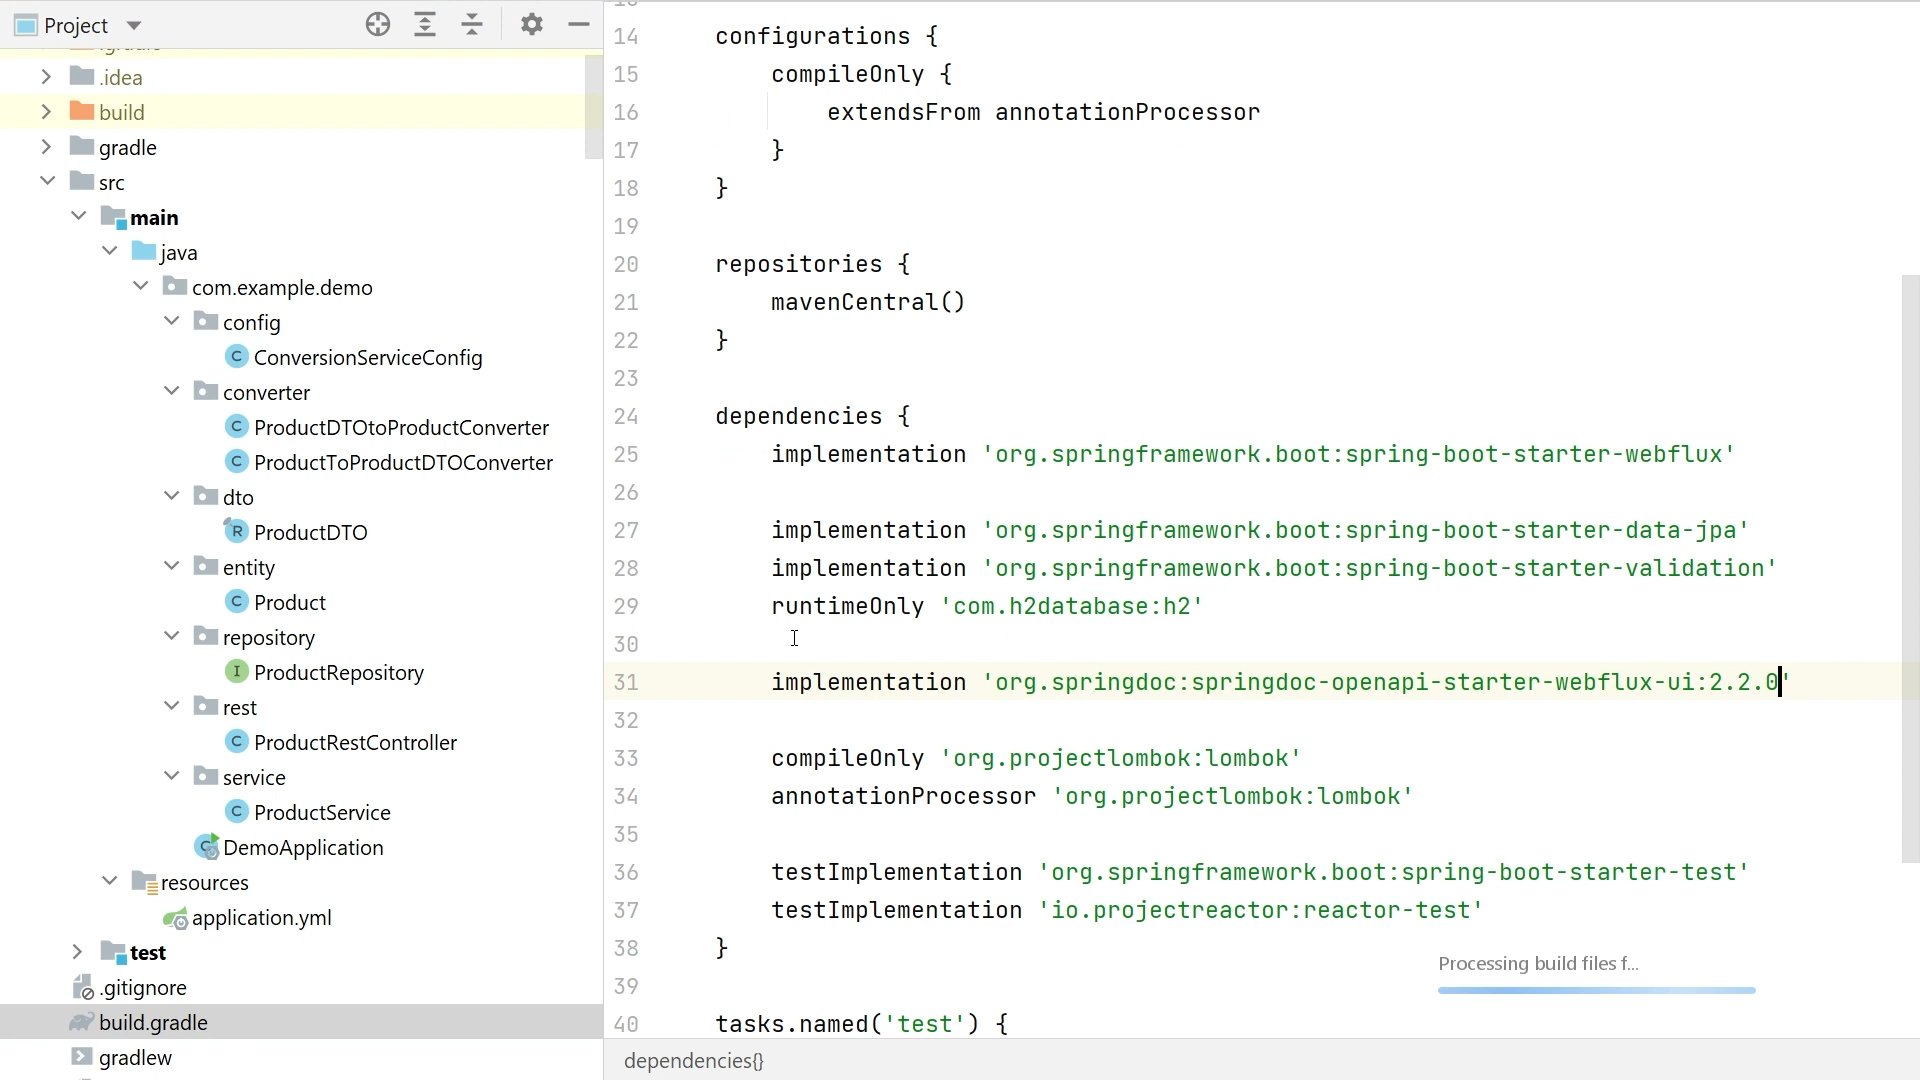 Project
.idea
build
gradle
src
main
java
com.example.demo
config
ConversionServiceConfig
converter
ProductDTOtoProductConverter
ProductToProductDTOConverter
dto
ProductDTO
entity
Product
repository
ProductRepository
rest
ProductRestController
service
ProductService
DemoApplication
resources
application.yml
test
.gitignore
build.gradle
gradlew
14 configurations {
15 compileOnly {
16 extendsFrom annotationProcessor
17 }
18 }
19
20 repositories {
21 mavenCentral()
22 }
23
24 dependencies {
25 implementation 'org.springframework.boot:spring-boot-starter-webflux'
26
27 implementation 'org.springframework.boot:spring-boot-starter-data-jpa'
28 implementation 'org.springframework.boot:spring-boot-starter-validation'
29 runtimeOnly 'com.h2database:h2'
30
31 implementation 'org.springdoc:springdoc-openapi-starter-webflux-ui:2.2.0'
32
33 compileOnly 'org.projectlombok:lombok'
34 annotationProcessor 'org.projectlombok:lombok'
35
36 testImplementation 'org.springframework.boot:spring-boot-starter-test'
37 testImplementation 'io.projectreactor:reactor-test'
38 }
39
40 tasks.named('test') {
Processing build files f...
dependencies{}